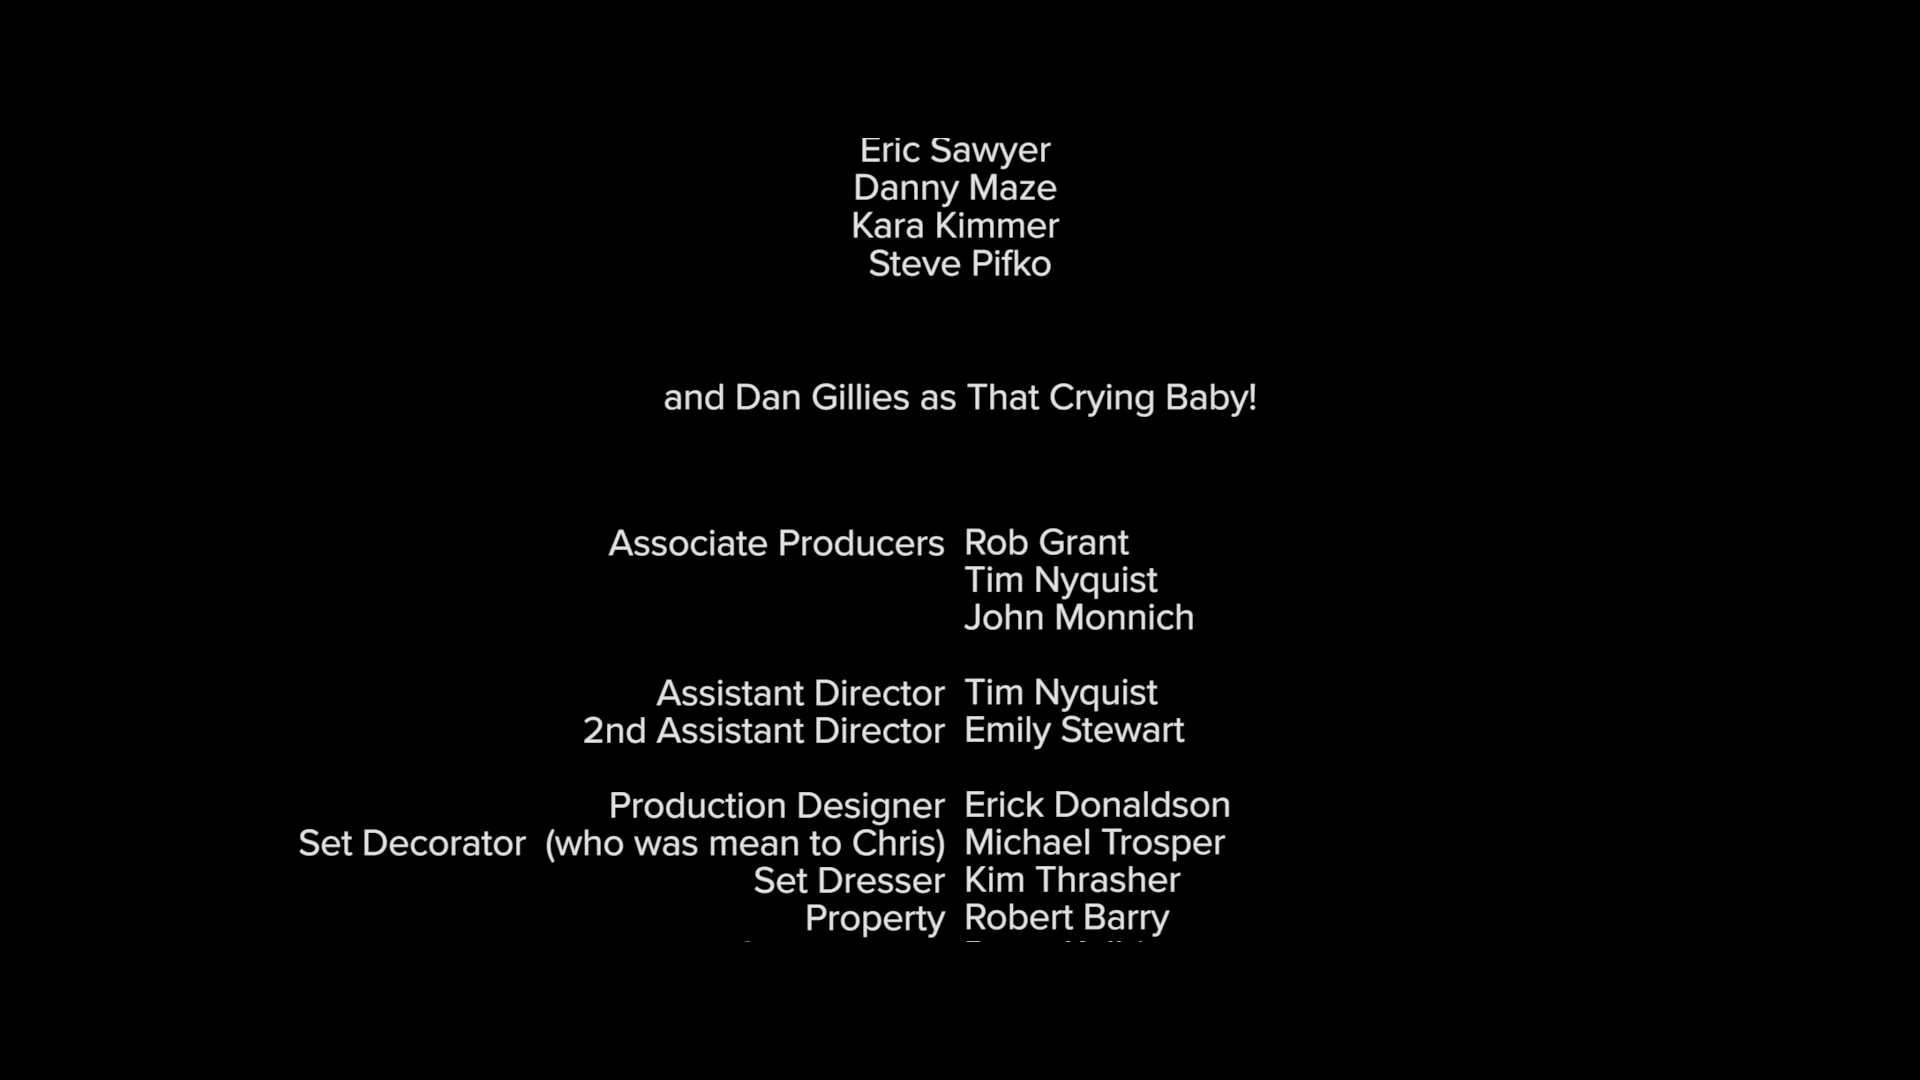 Eric Sawyer
Danny Maze
Kara Kimmer
Steve Pifko
and Dan Gillies as That Crying Baby!
Associate Producers Rob Grant
Tim Nyquist
John Monnich
Assistant Director Tim Nyquist
2nd Assistant Director Emily Stewart
Production Designer Erick Donaldson
Set Decorator (who was mean to Chris) Michael Trosper
Set Dresser Kim Thrasher
Property Robert Barry